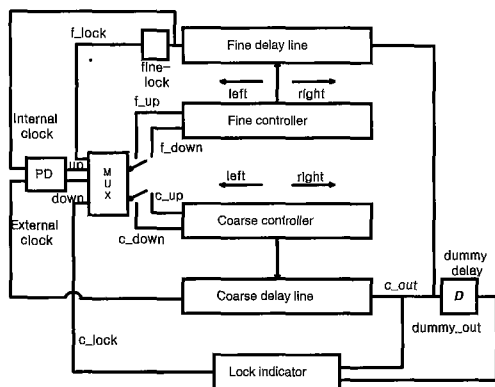 f_lock
Fine delay line
fine-
lock
left
right
f_up
Internal
clock
Fine controller
f_down
PD
up
down
M
U
X
left
right
c_up
External
clock
Coarse controller
c_down
dummy
delay
Coarse delay line
c_out
D
dummy_out
c_lock
Lock indicator